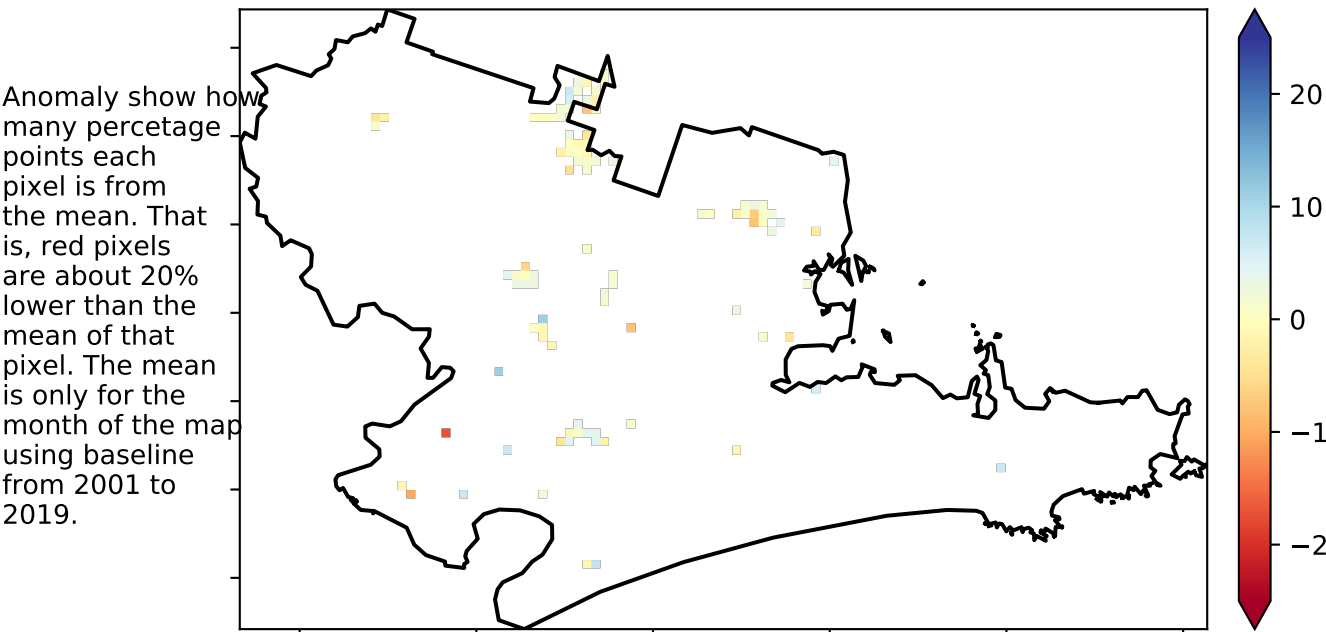 Anomaly show how
many percetage
points each
pixel is from
the mean. That
is, red pixels
are about 20%
lower than the
mean of that
pixel. The mean
is only for the
month of the map
using baseline
from 2001 to
2019.
20
10
0
−1
−2